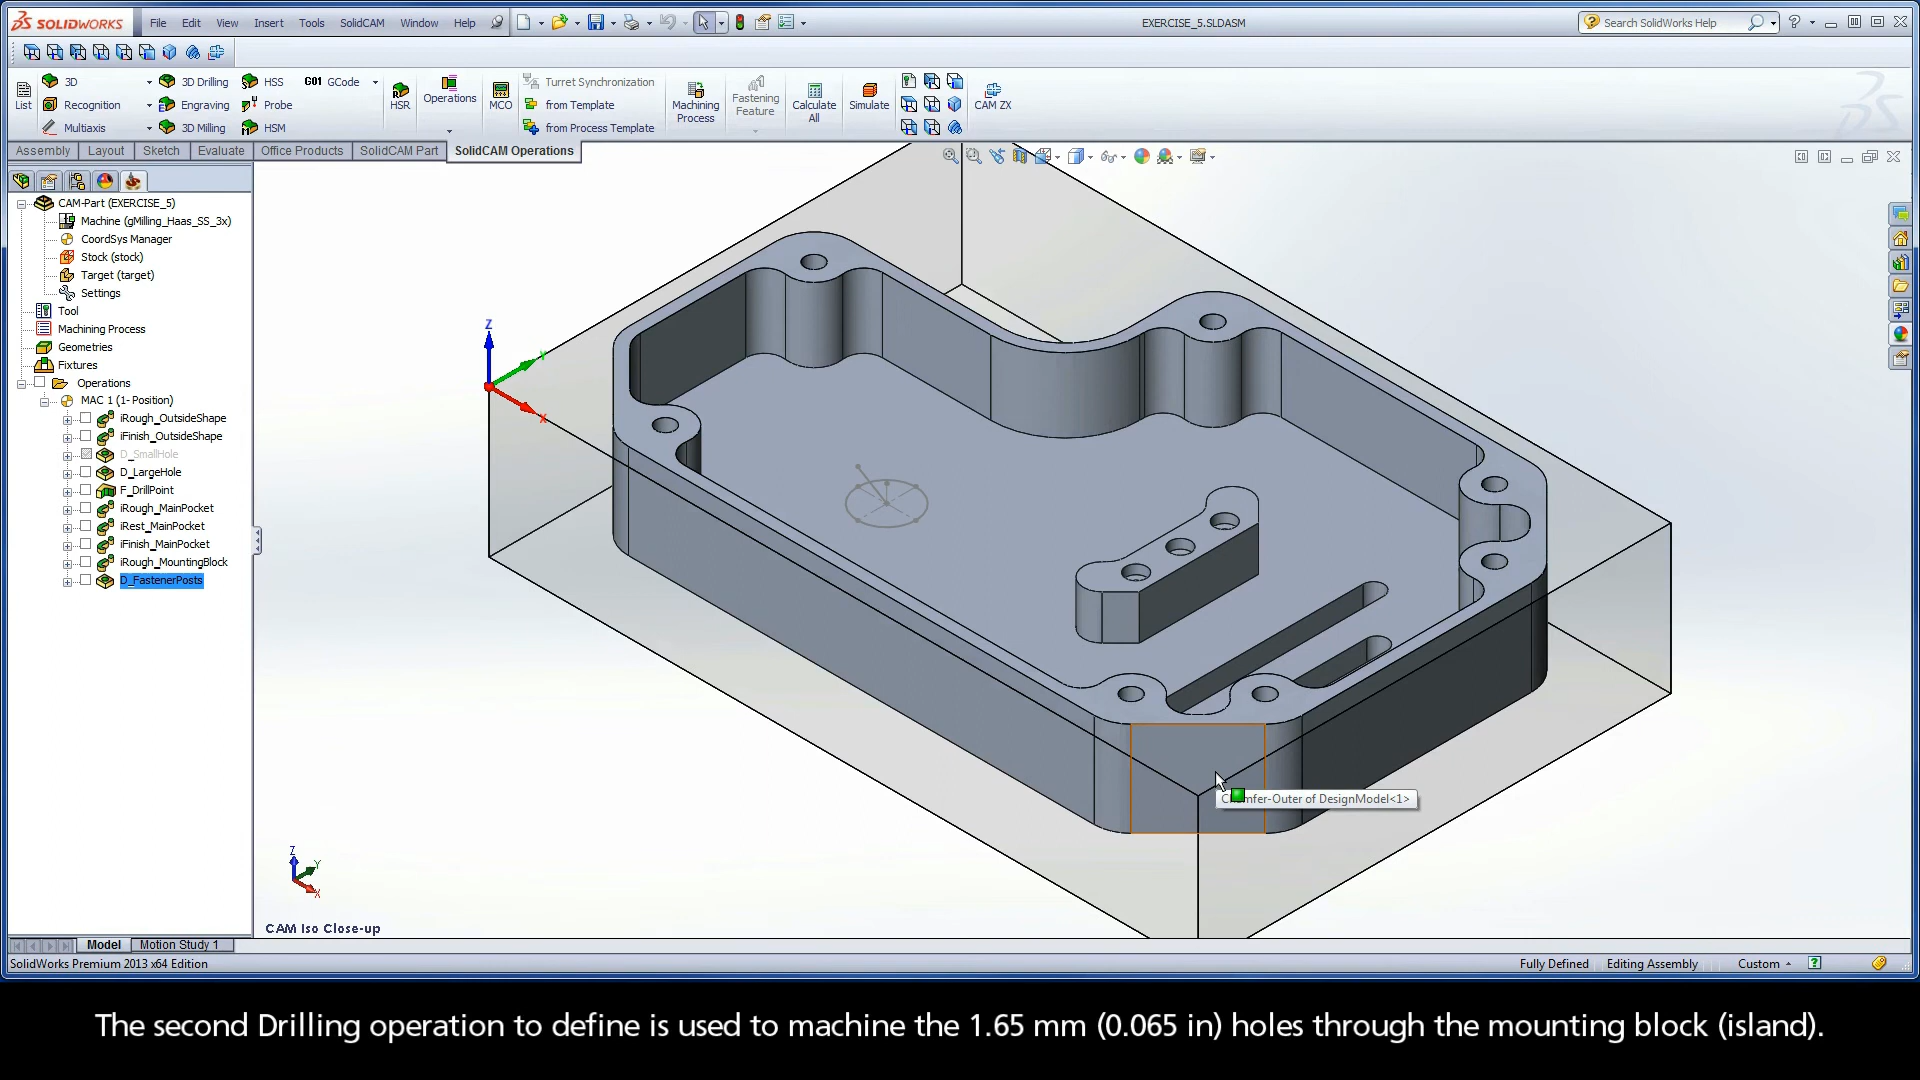 SOLIDWORKS File Edit View Insert Tools SolidCAM Window Help EXERCISE_5.SLDASM Search SolidWorks Help
List 3D Recognition Multiaxis 3D Drilling Engraving 3D Milling HSS Probe HSM G01 GCode HSR Operations MCO Turret Synchronization from Template from Process Template Machining Process Fastening Feature Calculate All Simulate CAM ZX
Assembly Layout Sketch Evaluate Office Products SolidCAM Part SolidCAM Operations
CAM-Part (EXERCISE_5)
Machine (gMilling_Haas_SS_3x)
CoordSys Manager
Stock (stock)
Target (target)
Settings
Tool
Machining Process
Geometries
Fixtures
Operations
MAC 1 (1- Position)
iRough_OutsideShape
iFinish_OutsideShape
D_SmallHole
D_LargeHole
F_DrillPoint
iRough_MainPocket
iRest_MainPocket
iFinish_MainPocket
iRough_MountingBlock
D_FastenerPosts
Z
Y
X
mfer-Outer of DesignModel<1>
Z
Y
X
CAM Iso Close-up
Model Motion Study 1
SolidWorks Premium 2013 x64 Edition Fully Defined Editing Assembly Custom
The second Drilling operation to define is used to machine the 1.65 mm (0.065 in) holes through the mounting block (island).